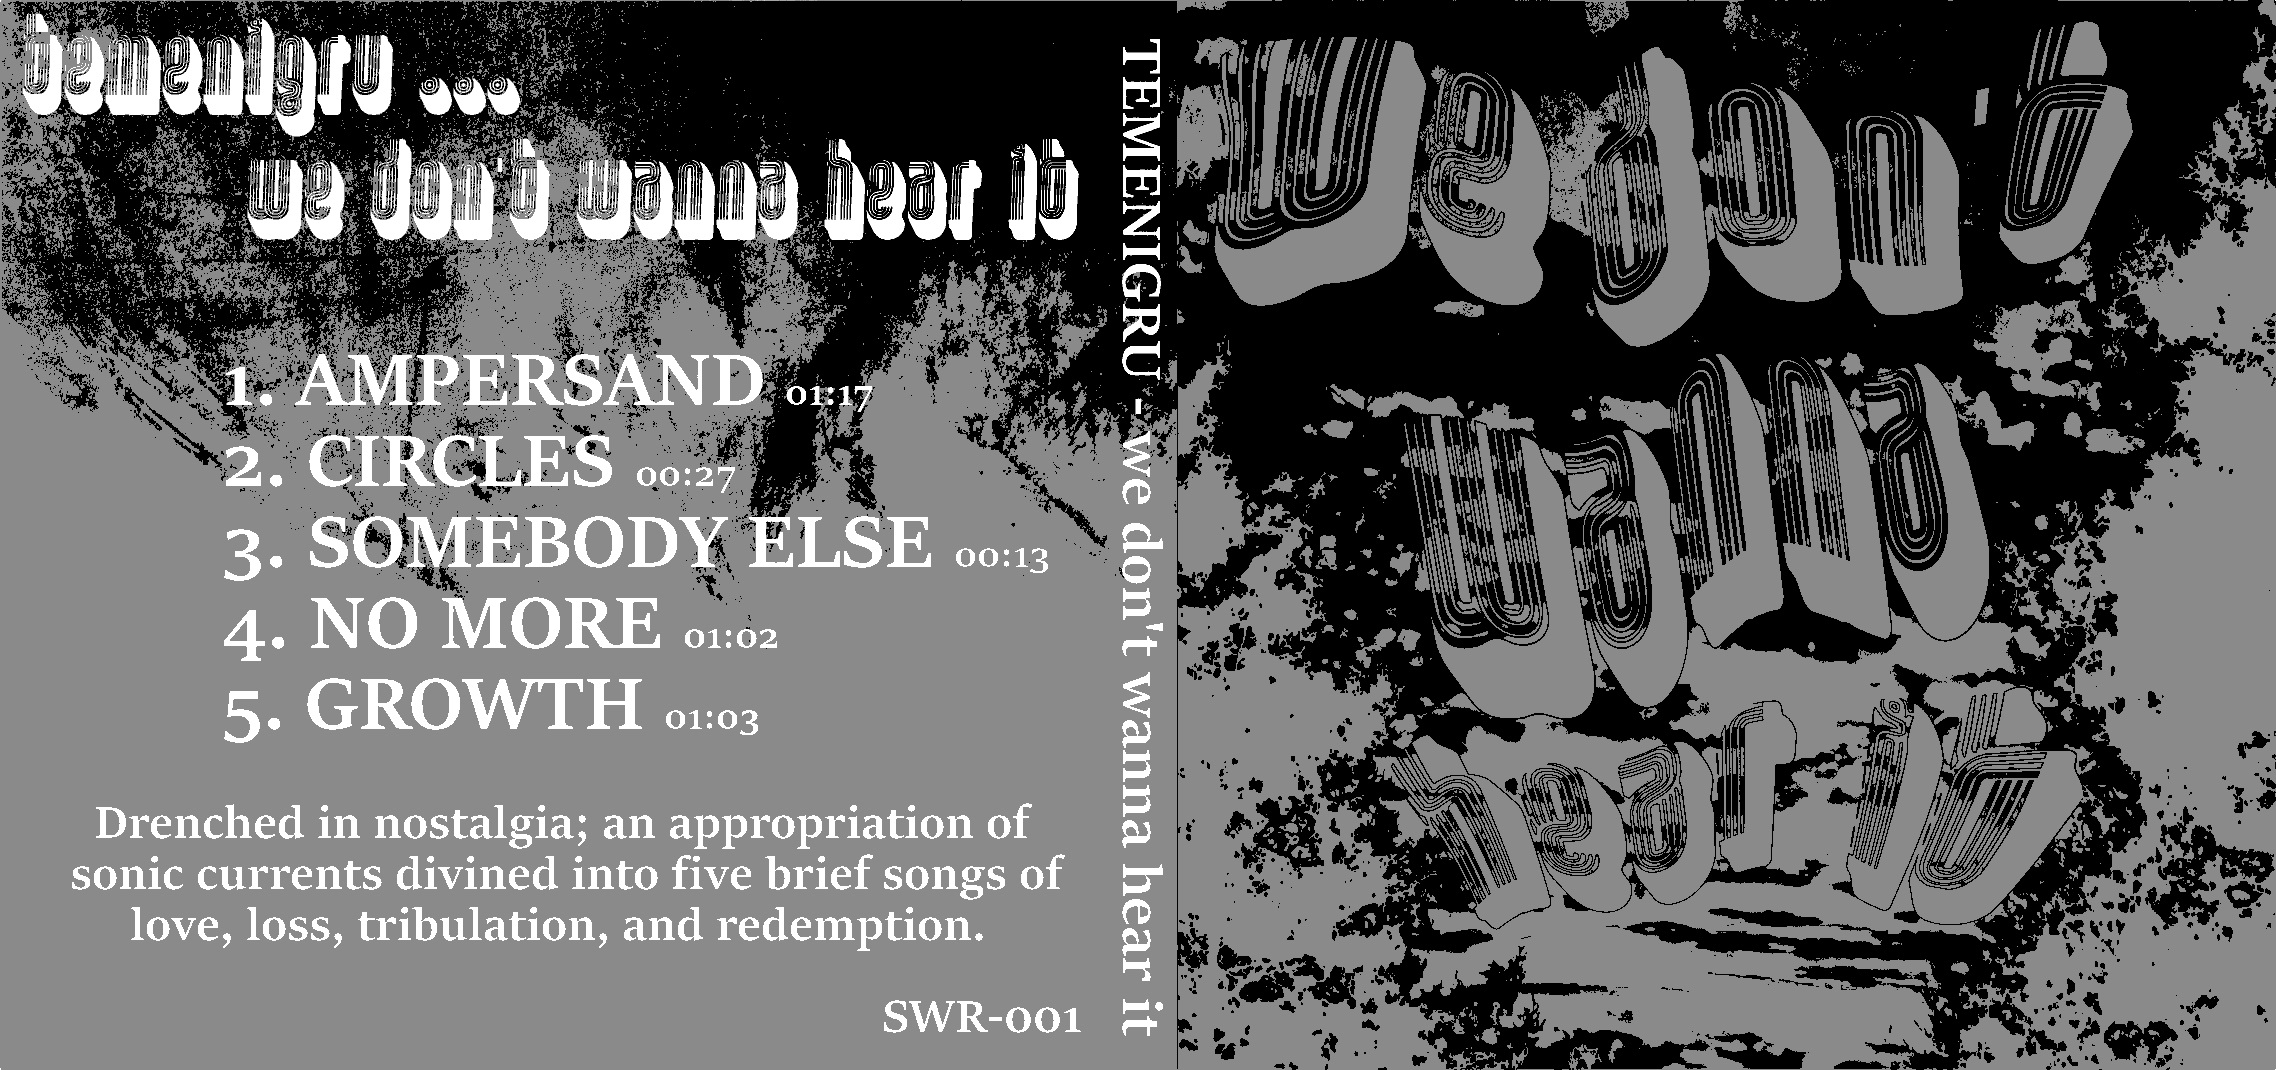 temenigru ...
we don't wanna hear it
1. AMPERSAND 01:17
2. CIRCLES 00:27
3. SOMEBODY ELSE 00:13
4. NO MORE 01:02
5. GROWTH 01:03
Drenched in nostalgia; an appropriation of
sonic currents divined into five brief songs of
love, loss, tribulation, and redemption.
SWR-001
TEMENIGRU - we don't wanna hear it
we don't
wanna
hear it